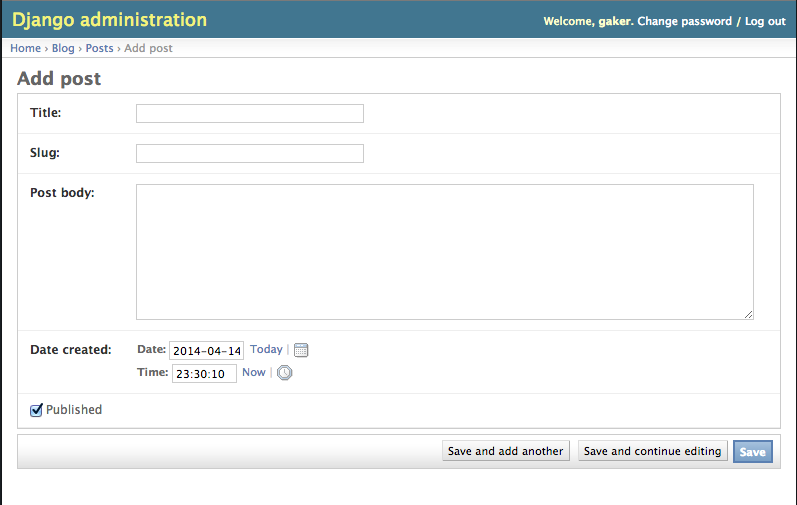 Django administration
Welcome, gaker. Change password / Log out
Home › Blog › Posts › Add post
Add post
Title:
Slug:
Post body:
Date created:
Date: 2014-04-14 Today |
Time: 23:30:10 Now |
Published
Save and add another
Save and continue editing
Save